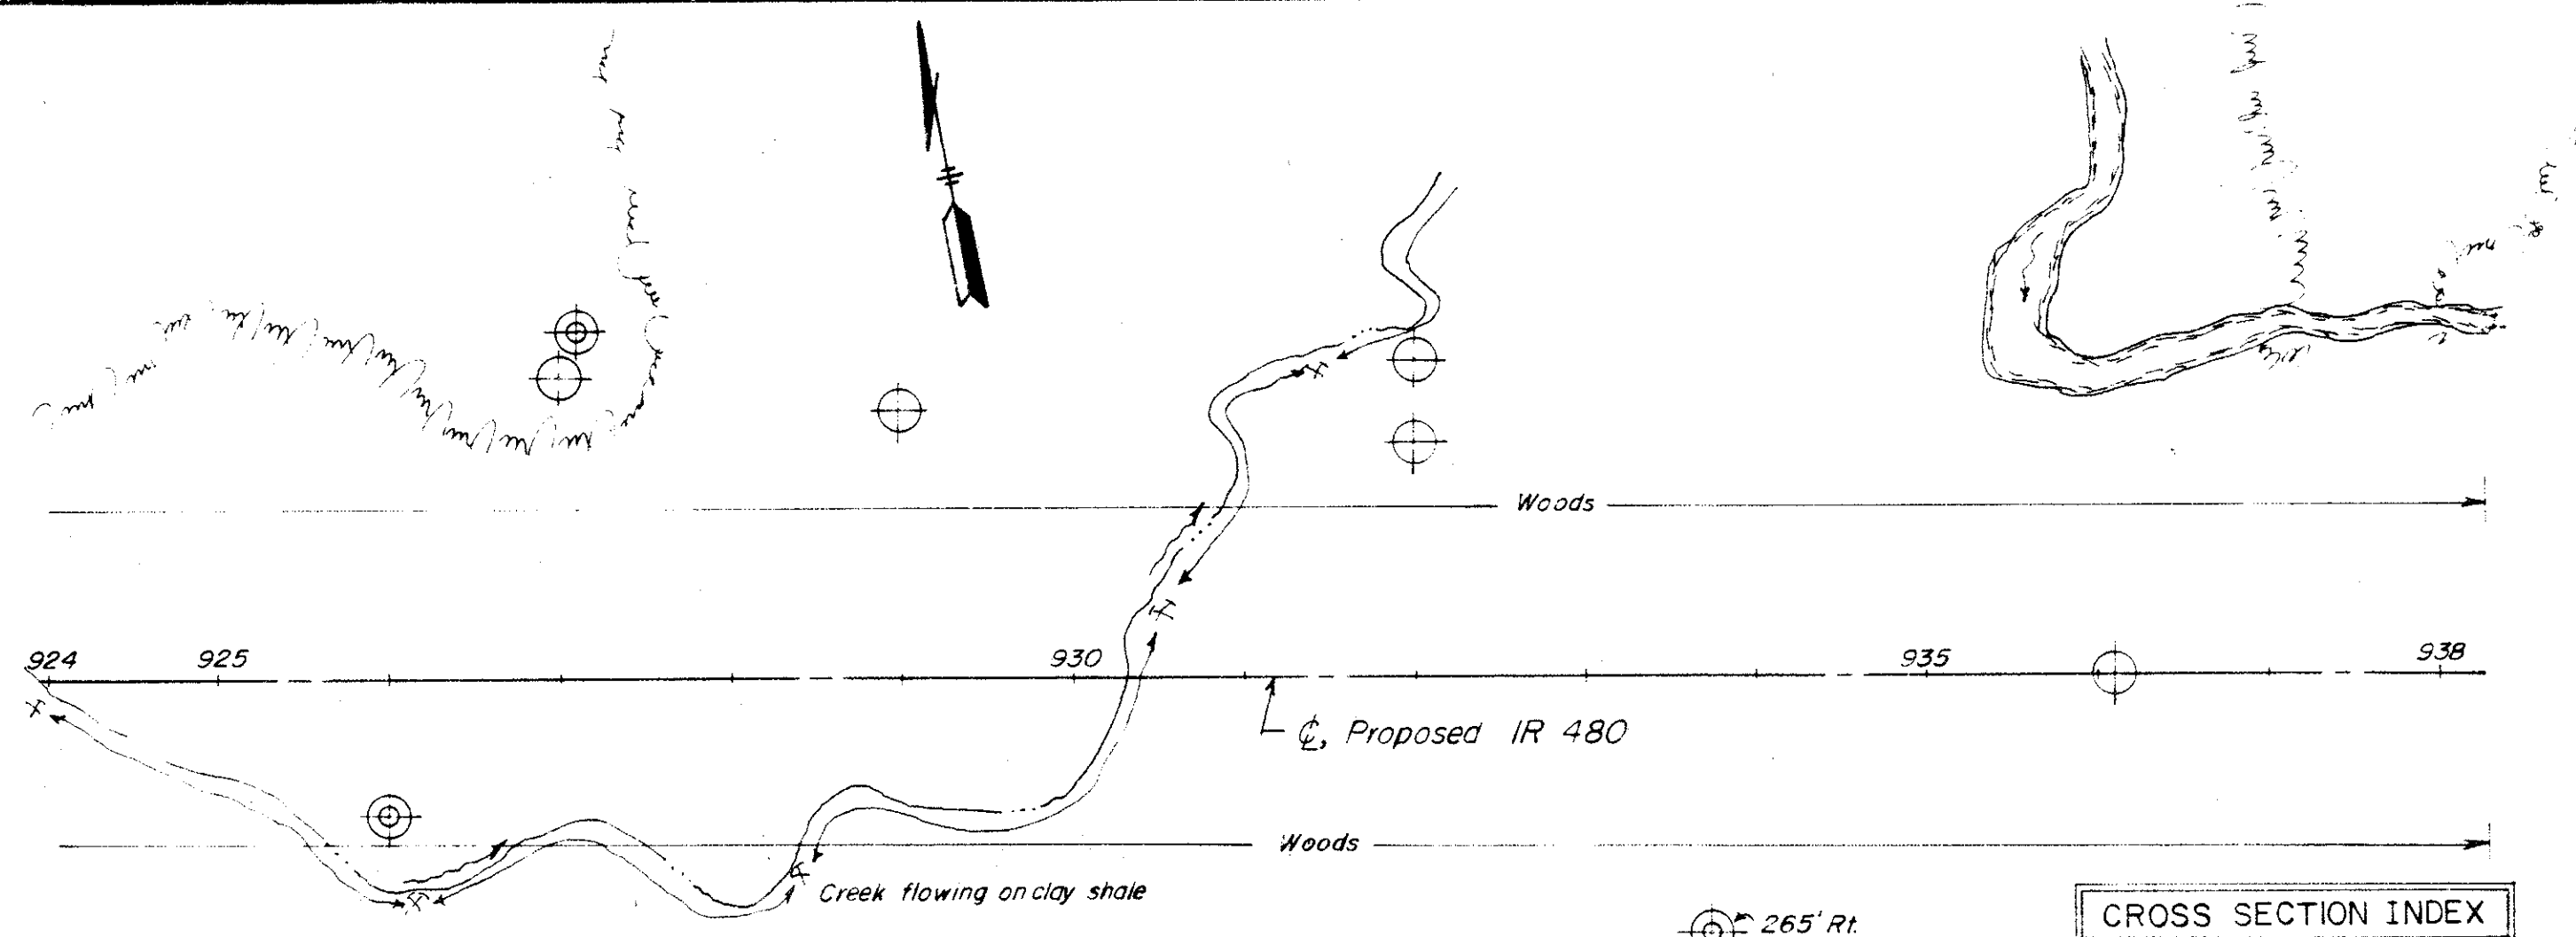 Woods
924 925 930 935 938
℄ Proposed IR 480
Woods
Creek flowing on clay shale
265' Rt.
CROSS SECTION INDEX